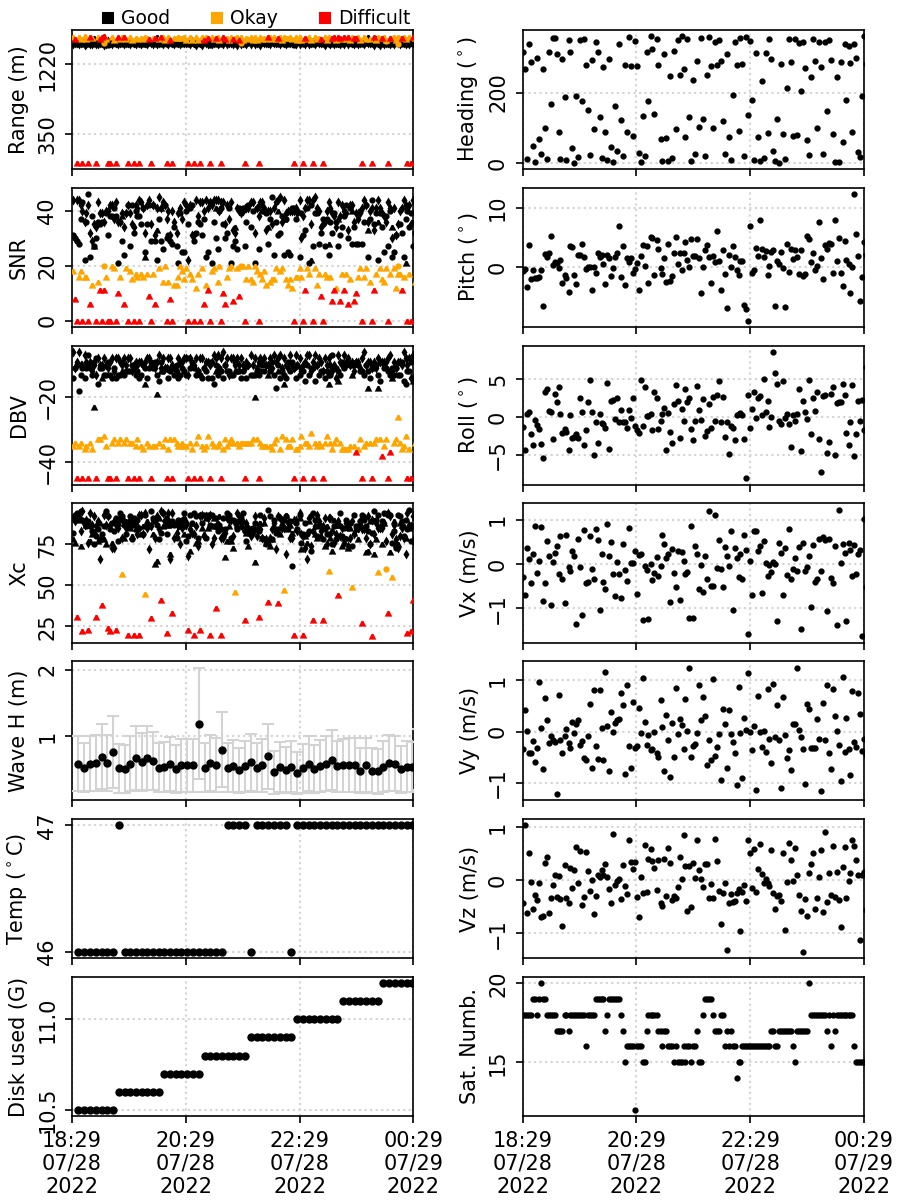 Good Okay Difficult
Range (m)
1220
350
Heading (°)
200
0
SNR
40
20
0
Pitch (°)
10
0
DBV
−20
−40
Roll (°)
5
0
−5
Xc
75
50
25
Vx (m/s)
1
0
−1
Wave H (m)
2
1
Vy (m/s)
1
0
−1
Temp (°C)
47
46
Vz (m/s)
1
0
−1
Disk used (G)
11.0
10.5
Sat. Numb.
20
15
18:29 20:29 22:29 00:29
07/28 07/28 07/28 07/29
2022 2022 2022 2022
18:29 20:29 22:29 00:29
07/28 07/28 07/28 07/29
2022 2022 2022 2022